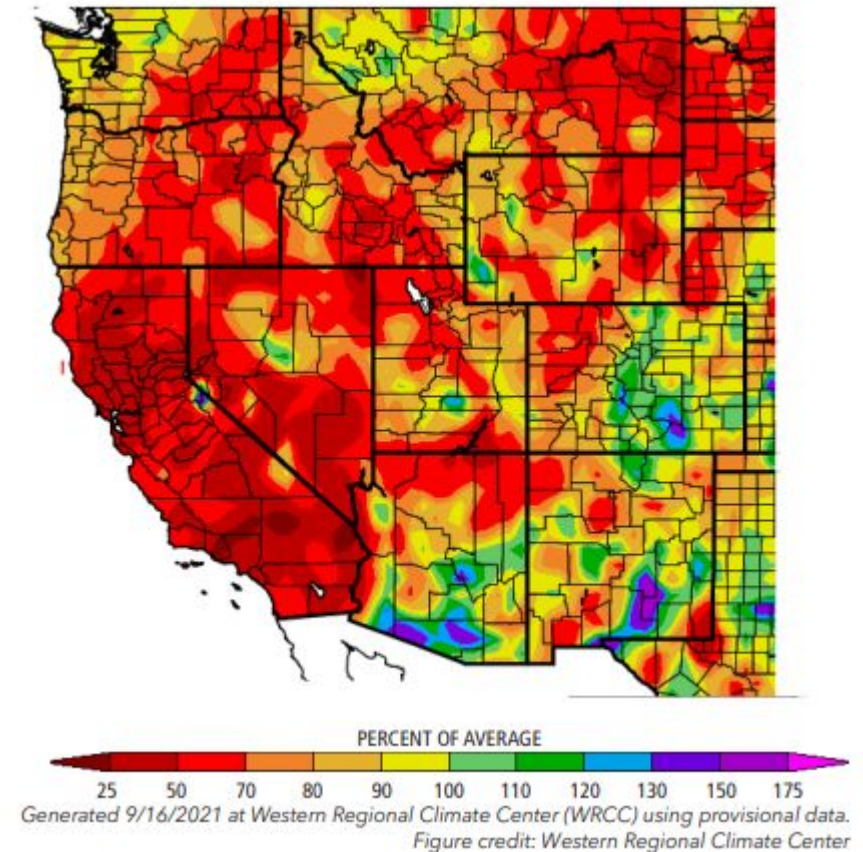 PERCENT OF AVERAGE
25 50 70 80 90 100 110 120 130 150 175
Generated 9/16/2021 at Western Regional Climate Center (WRCC) using provisional data.
Figure credit: Western Regional Climate Center